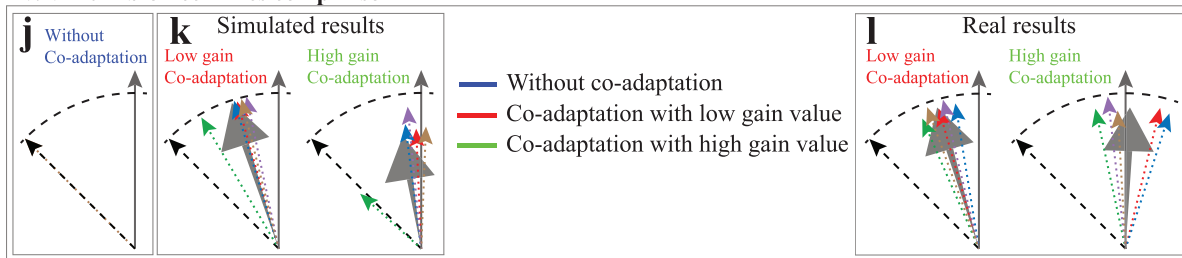 j
Without
Co-adaptation
k
Simulated results
Low gain
Co-adaptation
High gain
Co-adaptation
Without co-adaptation
Co-adaptation with low gain value
Co-adaptation with high gain value
l
Real results
Low gain
Co-adaptation
High gain
Co-adaptation